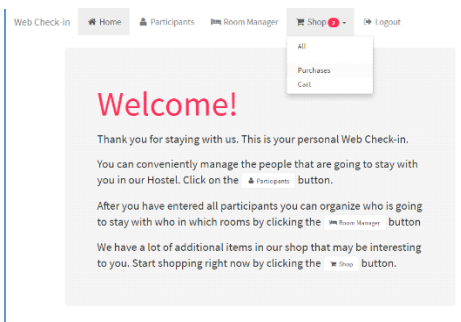 Web Check-in Home Participants Room Manager Shop 2 Logout
All
Purchases
Cart
Welcome!
Thank you for staying with us. This is your personal Web Check-in.
You can conveniently manage the people that are going to stay with
you in our Hostel. Click on the Participants button.
After you have entered all participants you can organize who is going
to stay with who in which rooms by clicking the Room Manager button
We have a lot of additional items in our shop that may be interesting
to you. Start shopping right now by clicking the Shop button.